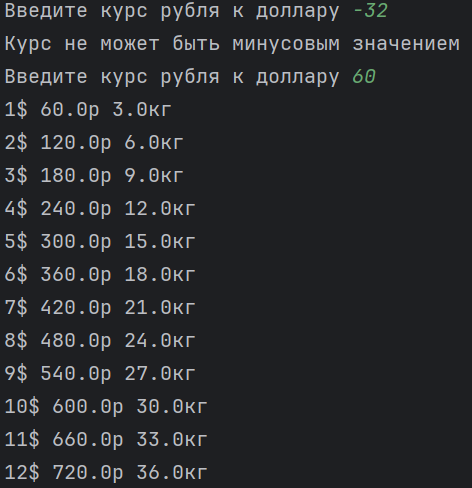 Введите курс рубля к доллару -32
Курс не может быть минусовым значением
Введите курс рубля к доллару 60
1$ 60.0р 3.0кг
2$ 120.0р 6.0кг
3$ 180.0р 9.0кг
4$ 240.0р 12.0кг
5$ 300.0р 15.0кг
6$ 360.0р 18.0кг
7$ 420.0р 21.0кг
8$ 480.0р 24.0кг
9$ 540.0р 27.0кг
10$ 600.0р 30.0кг
11$ 660.0р 33.0кг
12$ 720.0р 36.0кг